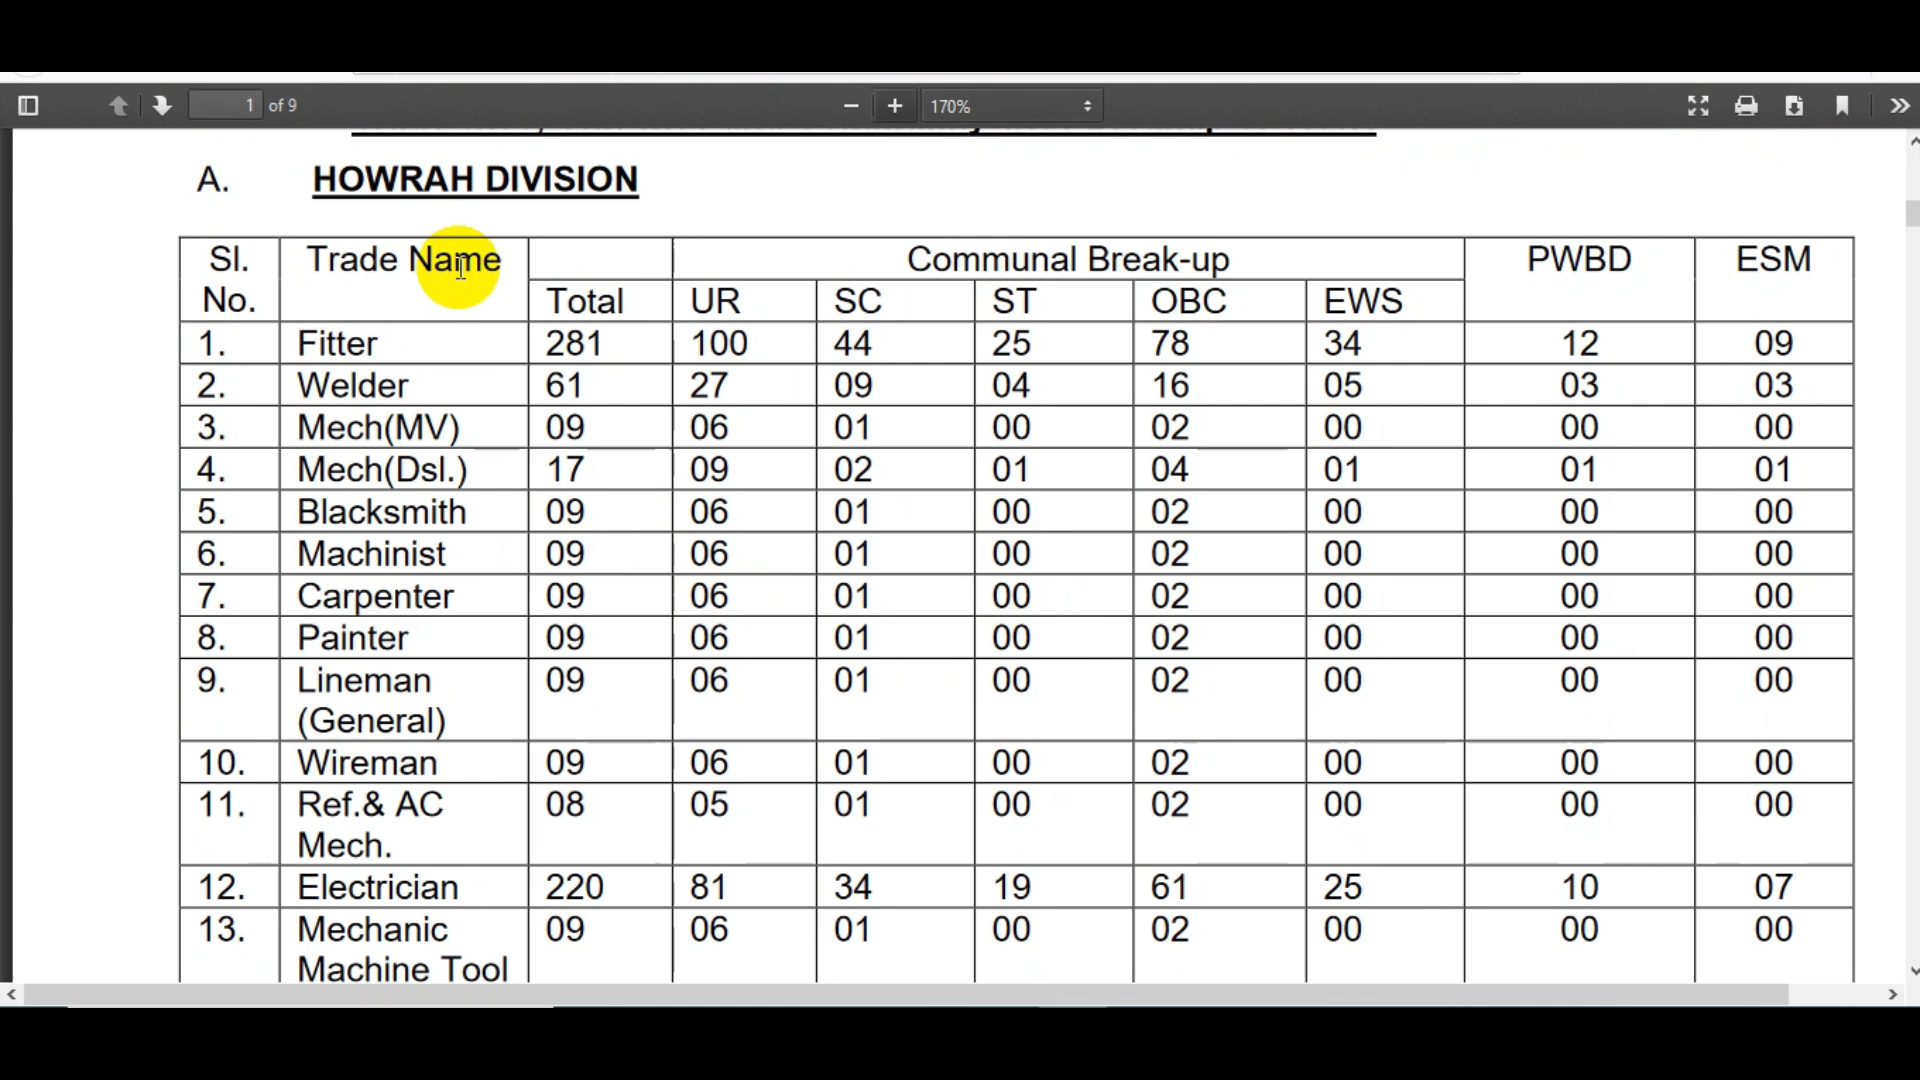 1 of 9
170%
A. HOWRAH DIVISION
Sl. No. Trade Name Communal Break-up PWBD ESM
Total UR SC ST OBC EWS
1. Fitter 281 100 44 25 78 34 12 09
2. Welder 61 27 09 04 16 05 03 03
3. Mech(MV) 09 06 01 00 02 00 00 00
4. Mech(Dsl.) 17 09 02 01 04 01 01 01
5. Blacksmith 09 06 01 00 02 00 00 00
6. Machinist 09 06 01 00 02 00 00 00
7. Carpenter 09 06 01 00 02 00 00 00
8. Painter 09 06 01 00 02 00 00 00
9. Lineman (General) 09 06 01 00 02 00 00 00
10. Wireman 09 06 01 00 02 00 00 00
11. Ref.& AC Mech. 08 05 01 00 02 00 00 00
12. Electrician 220 81 34 19 61 25 10 07
13. Mechanic Machine Tool 09 06 01 00 02 00 00 00